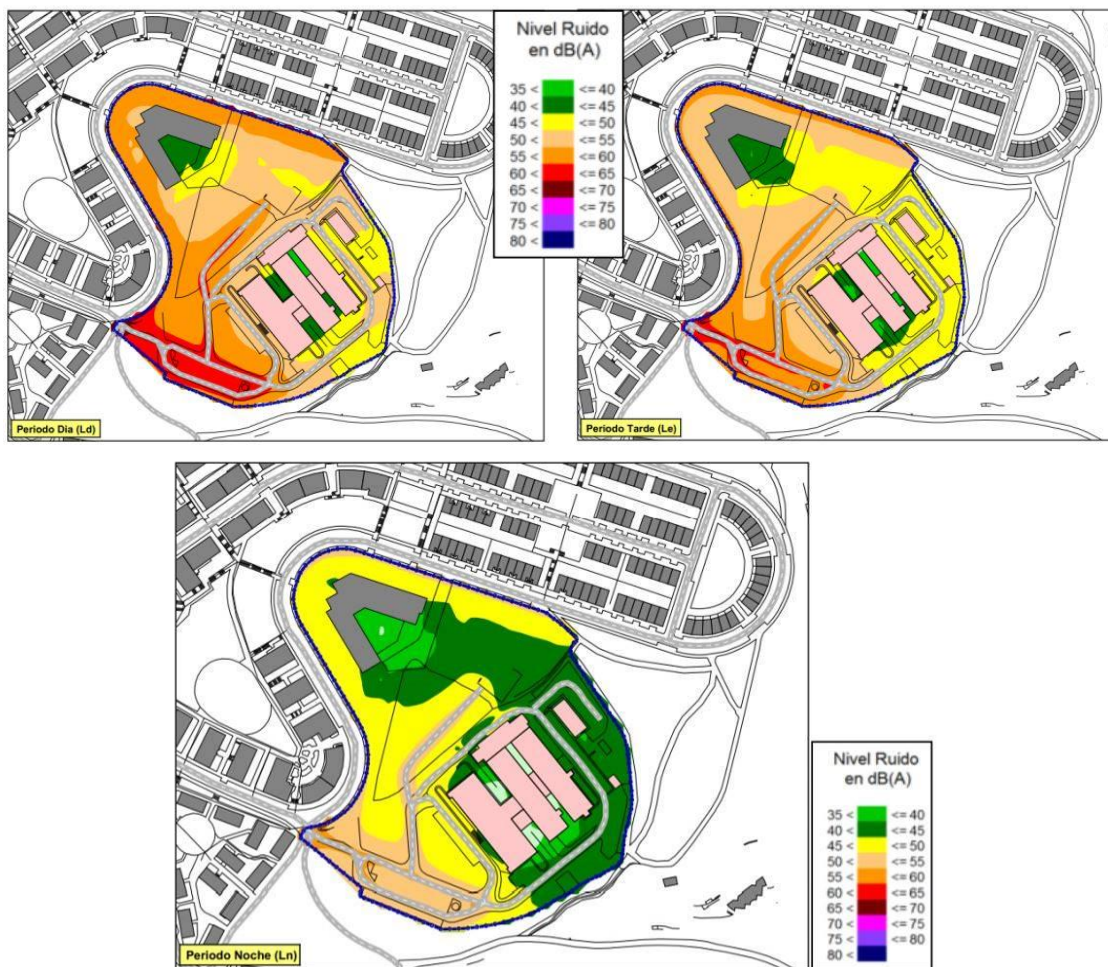 Nivel Ruido
en dB(A)
35 < <= 40
40 < <= 45
45 < <= 50
50 < <= 55
55 < <= 60
60 < <= 65
65 < <= 70
70 < <= 75
75 < <= 80
80 <
Periodo Dia (Ld)
Periodo Tarde (Le)
Nivel Ruido
en dB(A)
35 < <= 40
40 < <= 45
45 < <= 50
50 < <= 55
55 < <= 60
60 < <= 65
65 < <= 70
70 < <= 75
75 < <= 80
80 <
Periodo Noche (Ln)